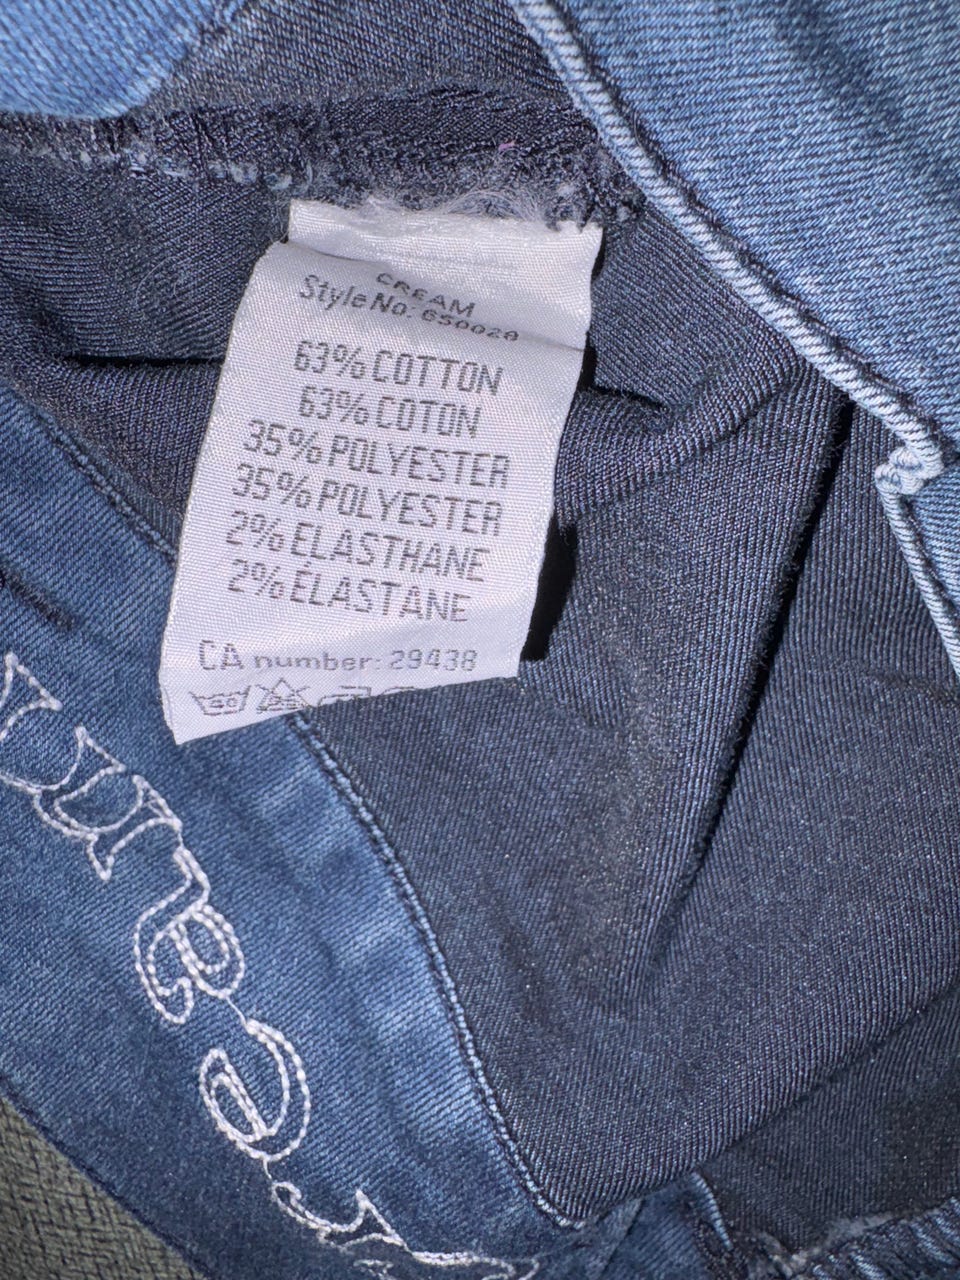 CREAM
Style No: 650028
63% COTTON
63% COTON
35% POLYESTER
35% POLYESTER
2% ELASTHANE
2% ÉLASTANE
CA number: 29438
Cream